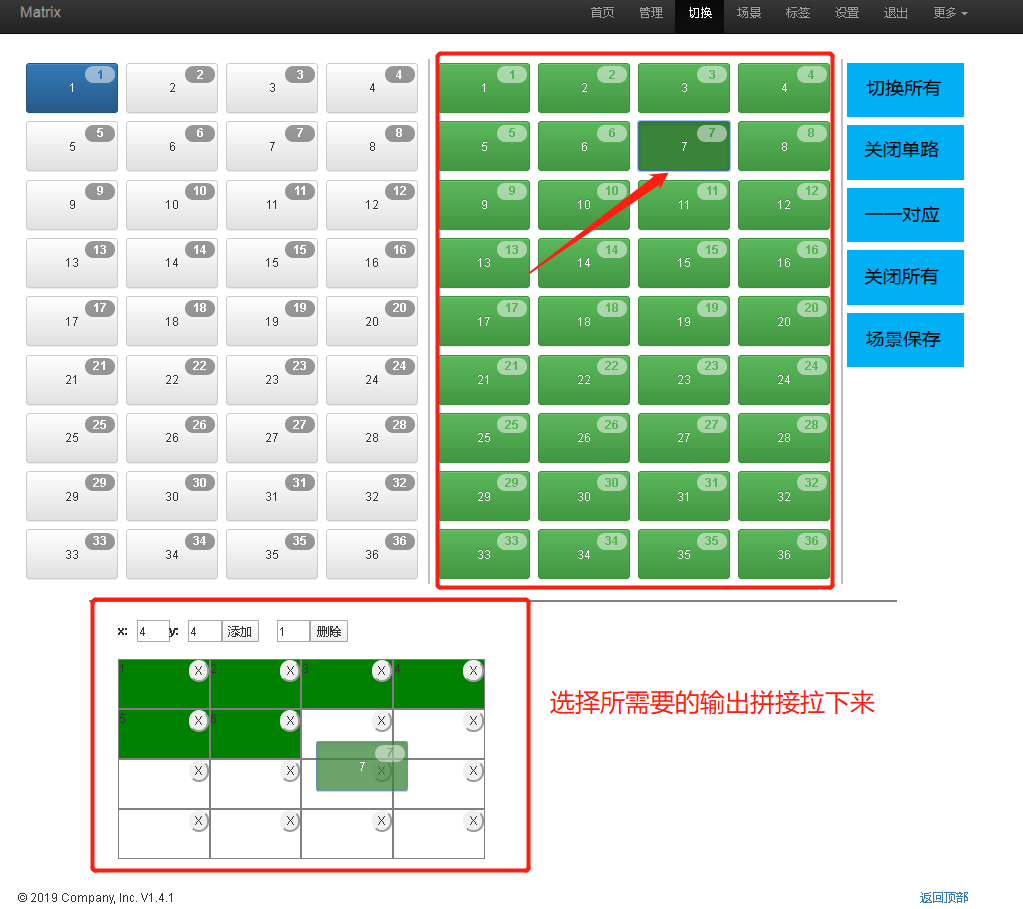 Matrix 首页 管理 切换 场景 标签 设置 退出 更多
1 1 2 2 3 3 4 4 1 1 2 2 3 3 4 4 切换所有
5 5 6 6 7 7 8 8 5 5 6 6 7 7 8 8 关闭单路
9 9 10 10 11 11 12 12 9 9 10 10 11 11 12 12 一一对应
13 13 14 14 15 15 16 16 13 13 14 14 15 15 16 16 关闭所有
17 17 18 18 19 19 20 20 17 17 18 18 19 19 20 20 场景保存
21 21 22 22 23 23 24 24 21 21 22 22 23 23 24 24
25 25 26 26 27 27 28 28 25 25 26 26 27 27 28 28
29 29 30 30 31 31 32 32 29 29 30 30 31 31 32 32
33 33 34 34 35 35 36 36 33 33 34 34 35 35 36 36
x: 4 y: 4 添加 1 删除
1 X 2 X 3 X 4 X
选择所需要的输出拼接拉下来
5 X 6 X X X
7 7
X X X X
X X X X
© 2019 Company, Inc. V1.4.1 返回顶部